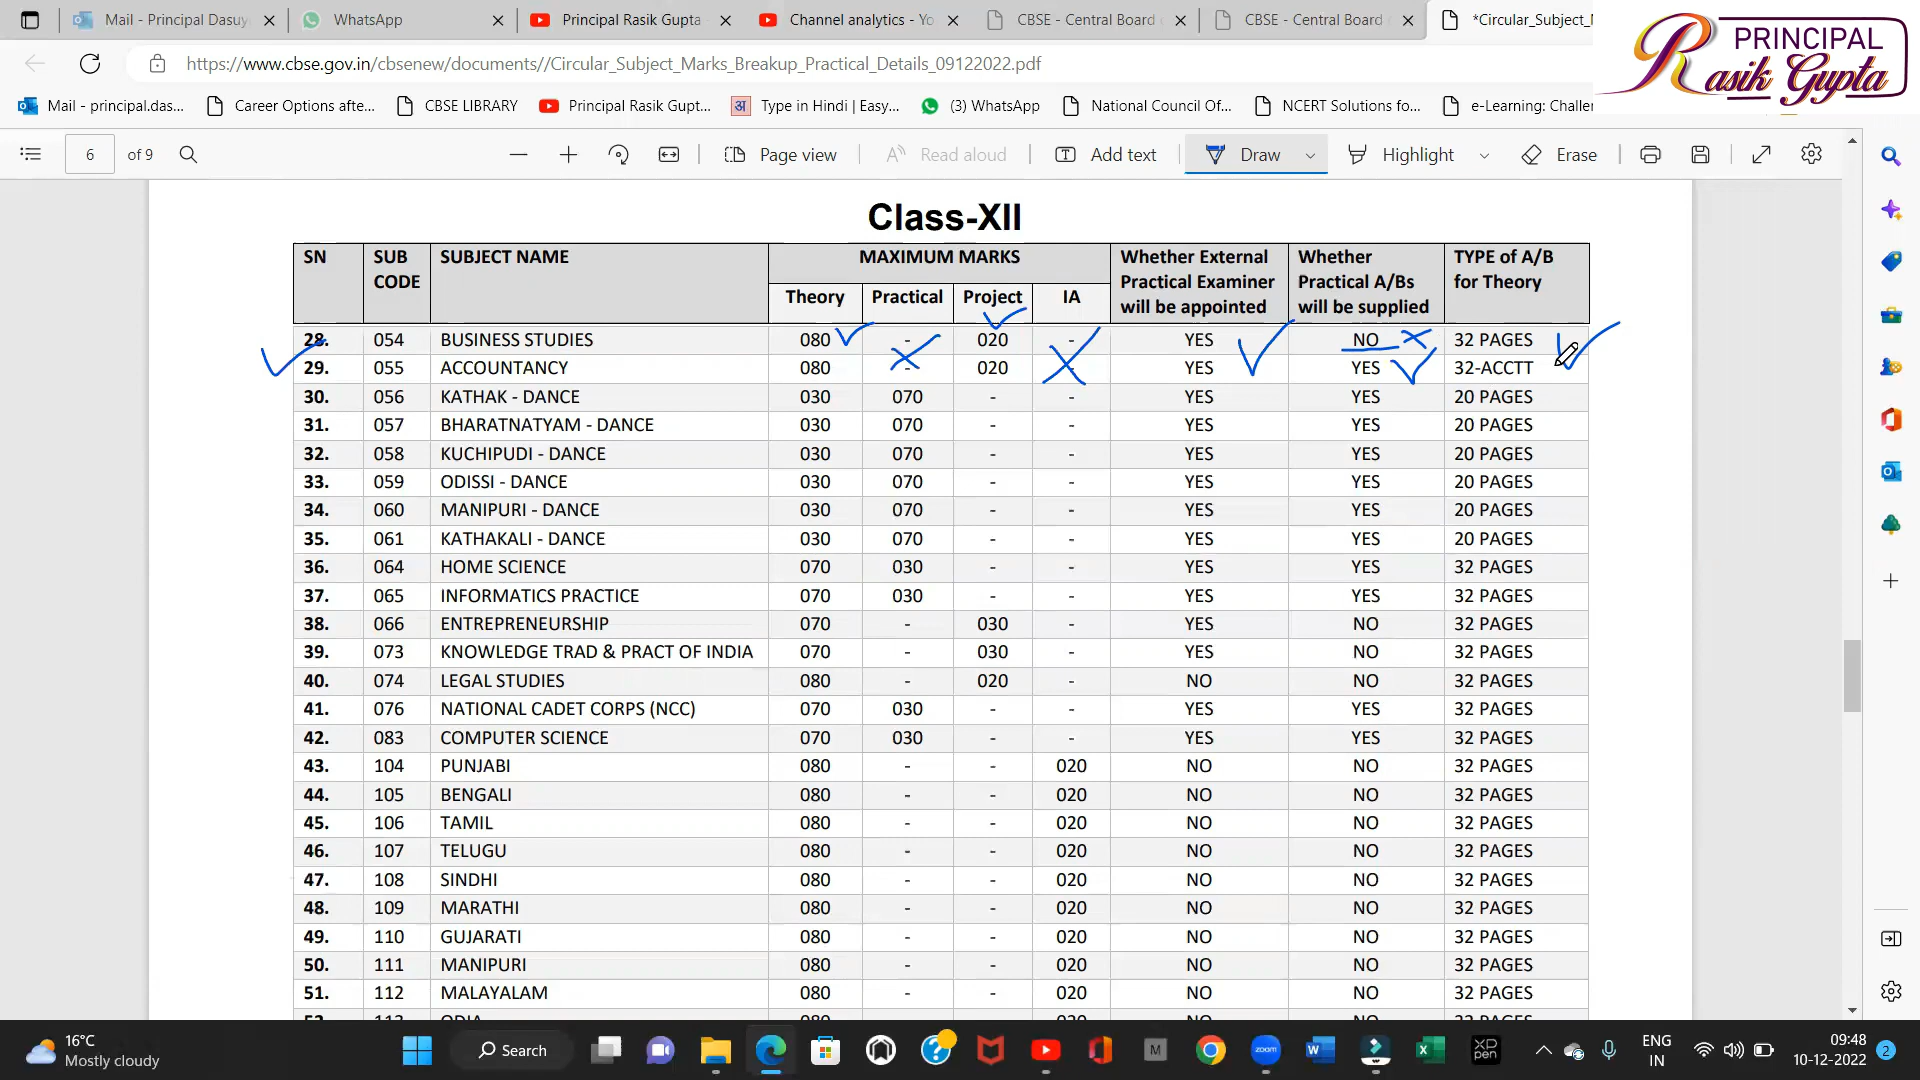 Mail - Principal Dasuy
WhatsApp
Principal Rasik Gupta
Channel analytics - Yo
CBSE - Central Board
CBSE - Central Board
*Circular_Subject_
PRINCIPAL
Rasik Gupta
https://www.cbse.gov.in/cbsenew/documents//Circular_Subject_Marks_Breakup_Practical_Details_09122022.pdf
Mail - principal.das...
Career Options afte...
CBSE LIBRARY
Principal Rasik Gupt...
अ Type in Hindi | Easy...
(3) WhatsApp
National Council Of...
NCERT Solutions fo...
e-Learning: Challe
6 of 9
Page view
Read aloud
Add text
Draw
Highlight
Erase
Class-XII
SN SUB CODE SUBJECT NAME MAXIMUM MARKS Whether External Practical Examiner will be appointed Whether Practical A/Bs will be supplied TYPE of A/B for Theory
Theory Practical Project IA
28. 054 BUSINESS STUDIES 080 - 020 - YES NO 32 PAGES
29. 055 ACCOUNTANCY 080 - 020 - YES YES 32-ACCTT
30. 056 KATHAK - DANCE 030 070 - - YES YES 20 PAGES
31. 057 BHARATNATYAM - DANCE 030 070 - - YES YES 20 PAGES
32. 058 KUCHIPUDI - DANCE 030 070 - - YES YES 20 PAGES
33. 059 ODISSI - DANCE 030 070 - - YES YES 20 PAGES
34. 060 MANIPURI - DANCE 030 070 - - YES YES 20 PAGES
35. 061 KATHAKALI - DANCE 030 070 - - YES YES 20 PAGES
36. 064 HOME SCIENCE 070 030 - - YES YES 32 PAGES
37. 065 INFORMATICS PRACTICE 070 030 - - YES YES 32 PAGES
38. 066 ENTREPRENEURSHIP 070 - 030 - YES NO 32 PAGES
39. 073 KNOWLEDGE TRAD & PRACT OF INDIA 070 - 030 - YES NO 32 PAGES
40. 074 LEGAL STUDIES 080 - 020 - NO NO 32 PAGES
41. 076 NATIONAL CADET CORPS (NCC) 070 030 - - YES YES 32 PAGES
42. 083 COMPUTER SCIENCE 070 030 - - YES YES 32 PAGES
43. 104 PUNJABI 080 - - 020 NO NO 32 PAGES
44. 105 BENGALI 080 - - 020 NO NO 32 PAGES
45. 106 TAMIL 080 - - 020 NO NO 32 PAGES
46. 107 TELUGU 080 - - 020 NO NO 32 PAGES
47. 108 SINDHI 080 - - 020 NO NO 32 PAGES
48. 109 MARATHI 080 - - 020 NO NO 32 PAGES
49. 110 GUJARATI 080 - - 020 NO NO 32 PAGES
50. 111 MANIPURI 080 - - 020 NO NO 32 PAGES
51. 112 MALAYALAM 080 - - 020 NO NO 32 PAGES
16°C
Mostly cloudy
Search
zoom
XD
pen
ENG
IN
09:48
10-12-2022
2